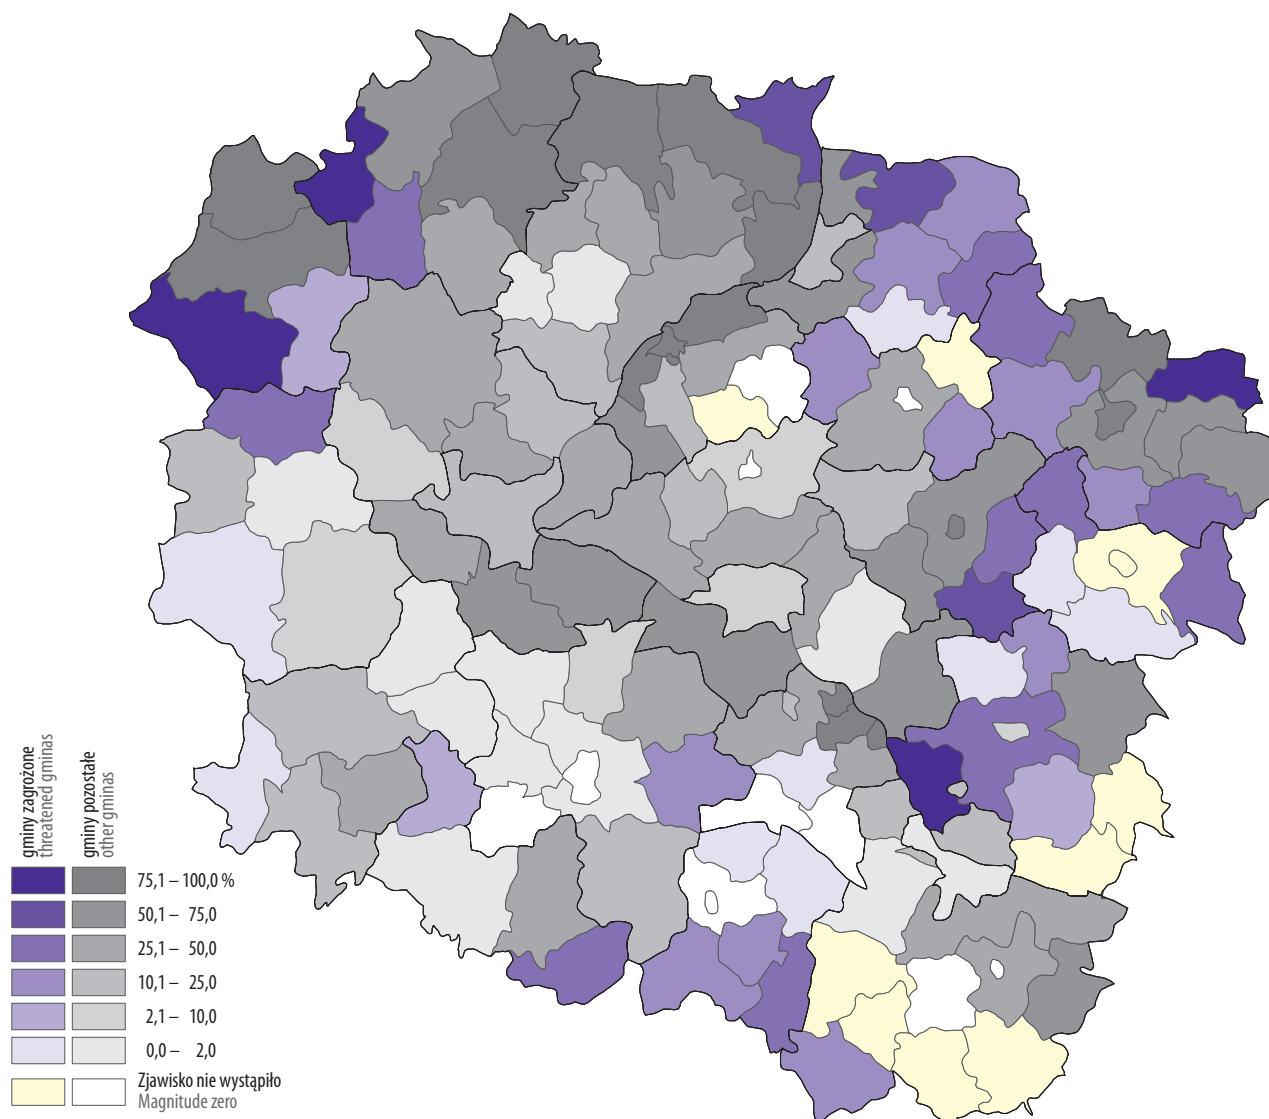 gminy zagrożone
threatened gminas
gminy pozostałe
other gminas
75,1 – 100,0 %
50,1 – 75,0
25,1 – 50,0
10,1 – 25,0
2,1 – 10,0
0,0 – 2,0
Zjawisko nie wystąpiło
Magnitude zero